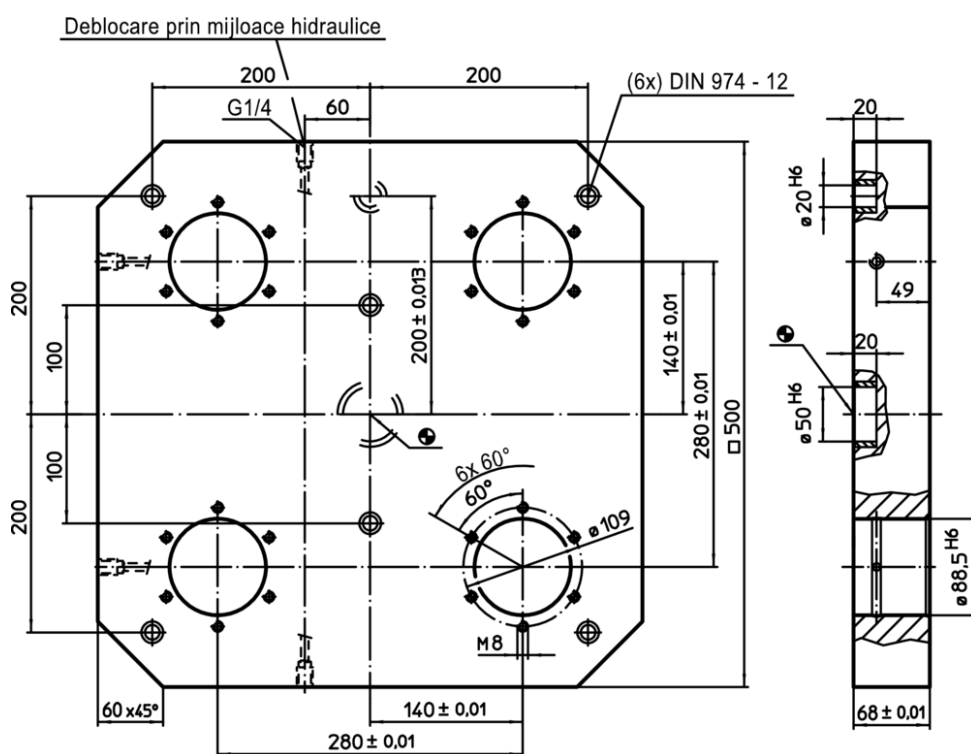 Deblocare prin mijloace hidraulice
200
200
(6x) DIN 974 - 12
G1/4
60
20
ø20 H6
200
100
200 ± 0,013
140 ± 0,01
280 ± 0,01
□ 500
49
20
ø50 H6
100
200
6x 60°
60°
ø 109
ø 88,5 H6
M8
60 x45°
140 ± 0,01
280 ± 0,01
68 ± 0,01